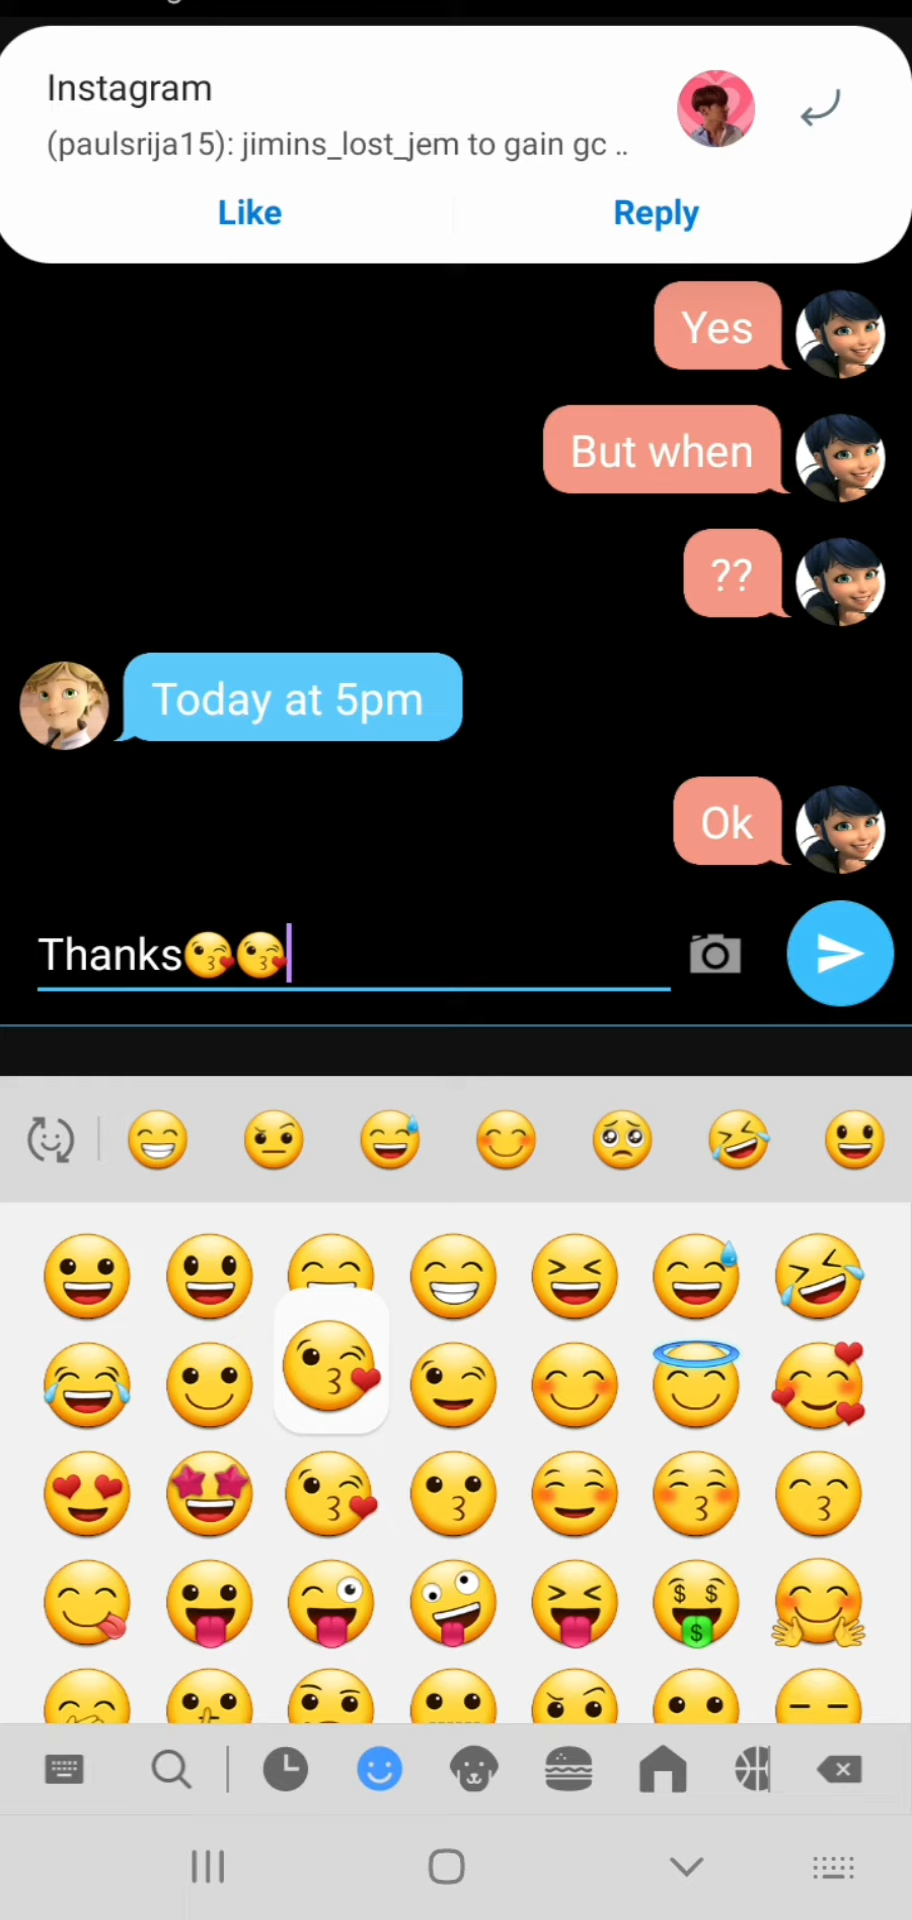 Instagram
(paulsrija15): jimins_lost_jem to gain gc ..
Like
Reply
Yes
But when
??
Today at 5pm
Ok
Thanks😘😘